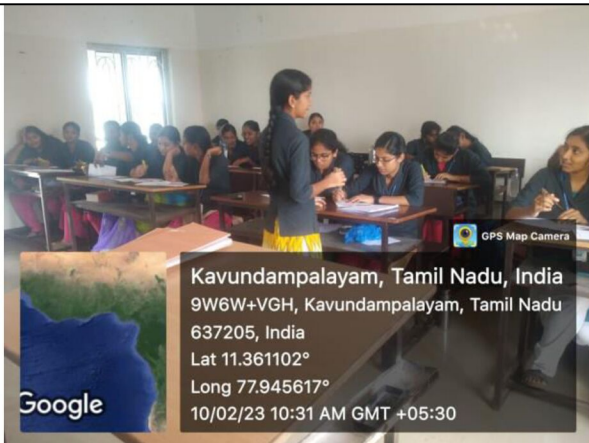 GPS Map Camera
Kavundampalayam, Tamil Nadu, India
9W6W+VGH, Kavundampalayam, Tamil Nadu
637205, India
Lat 11.361102°
Long 77.945617°
10/02/23 10:31 AM GMT +05:30
Google